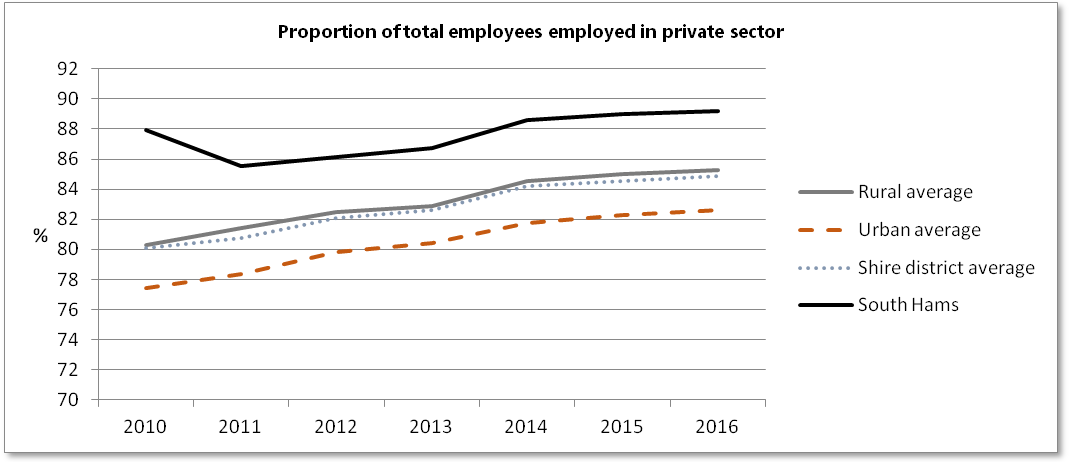 Proportion of total employees employed in private sector
92
90
88
86
84
82
80
78
76
74
72
70
%
2010 2011 2012 2013 2014 2015 2016
Rural average
Urban average
Shire district average
South Hams